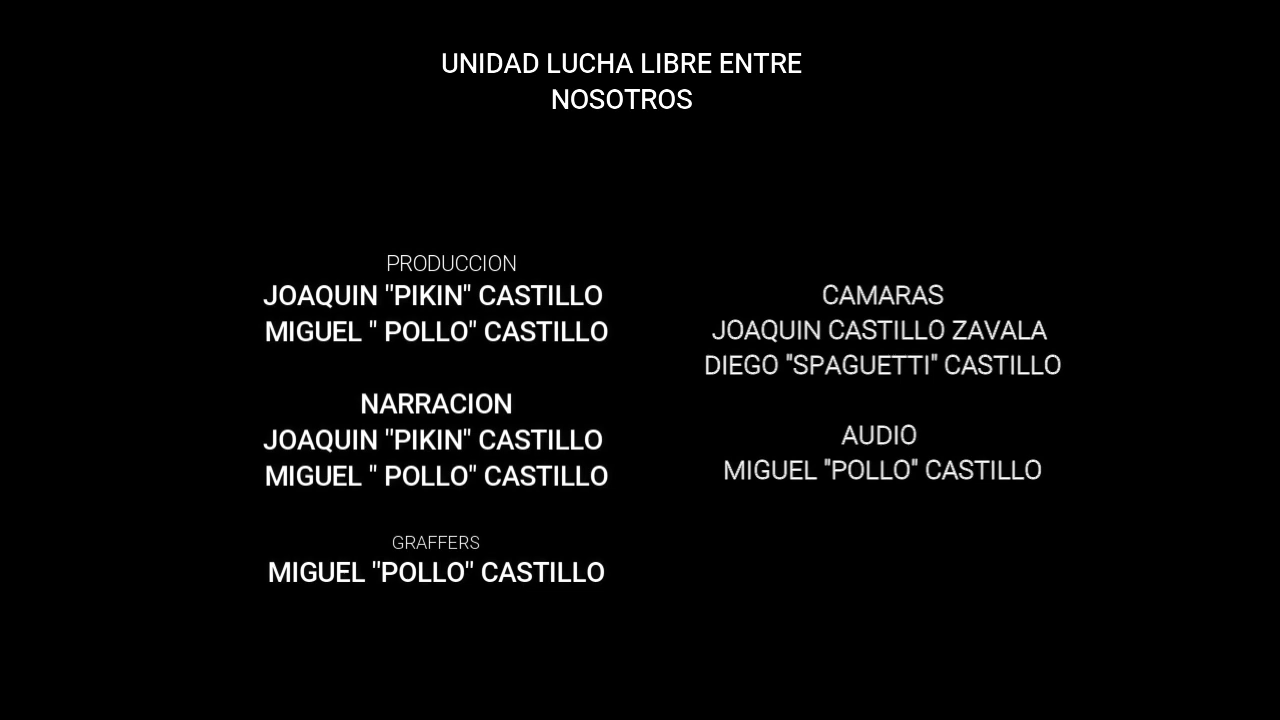 UNIDAD LUCHA LIBRE ENTRE
NOSOTROS
PRODUCCION
JOAQUIN "PIKIN" CASTILLO
MIGUEL " POLLO" CASTILLO
NARRACION
JOAQUIN "PIKIN" CASTILLO
MIGUEL " POLLO" CASTILLO
GRAFFERS
MIGUEL "POLLO" CASTILLO
CAMARAS
JOAQUIN CASTILLO ZAVALA
DIEGO "SPAGUETTI" CASTILLO
AUDIO
MIGUEL "POLLO" CASTILLO